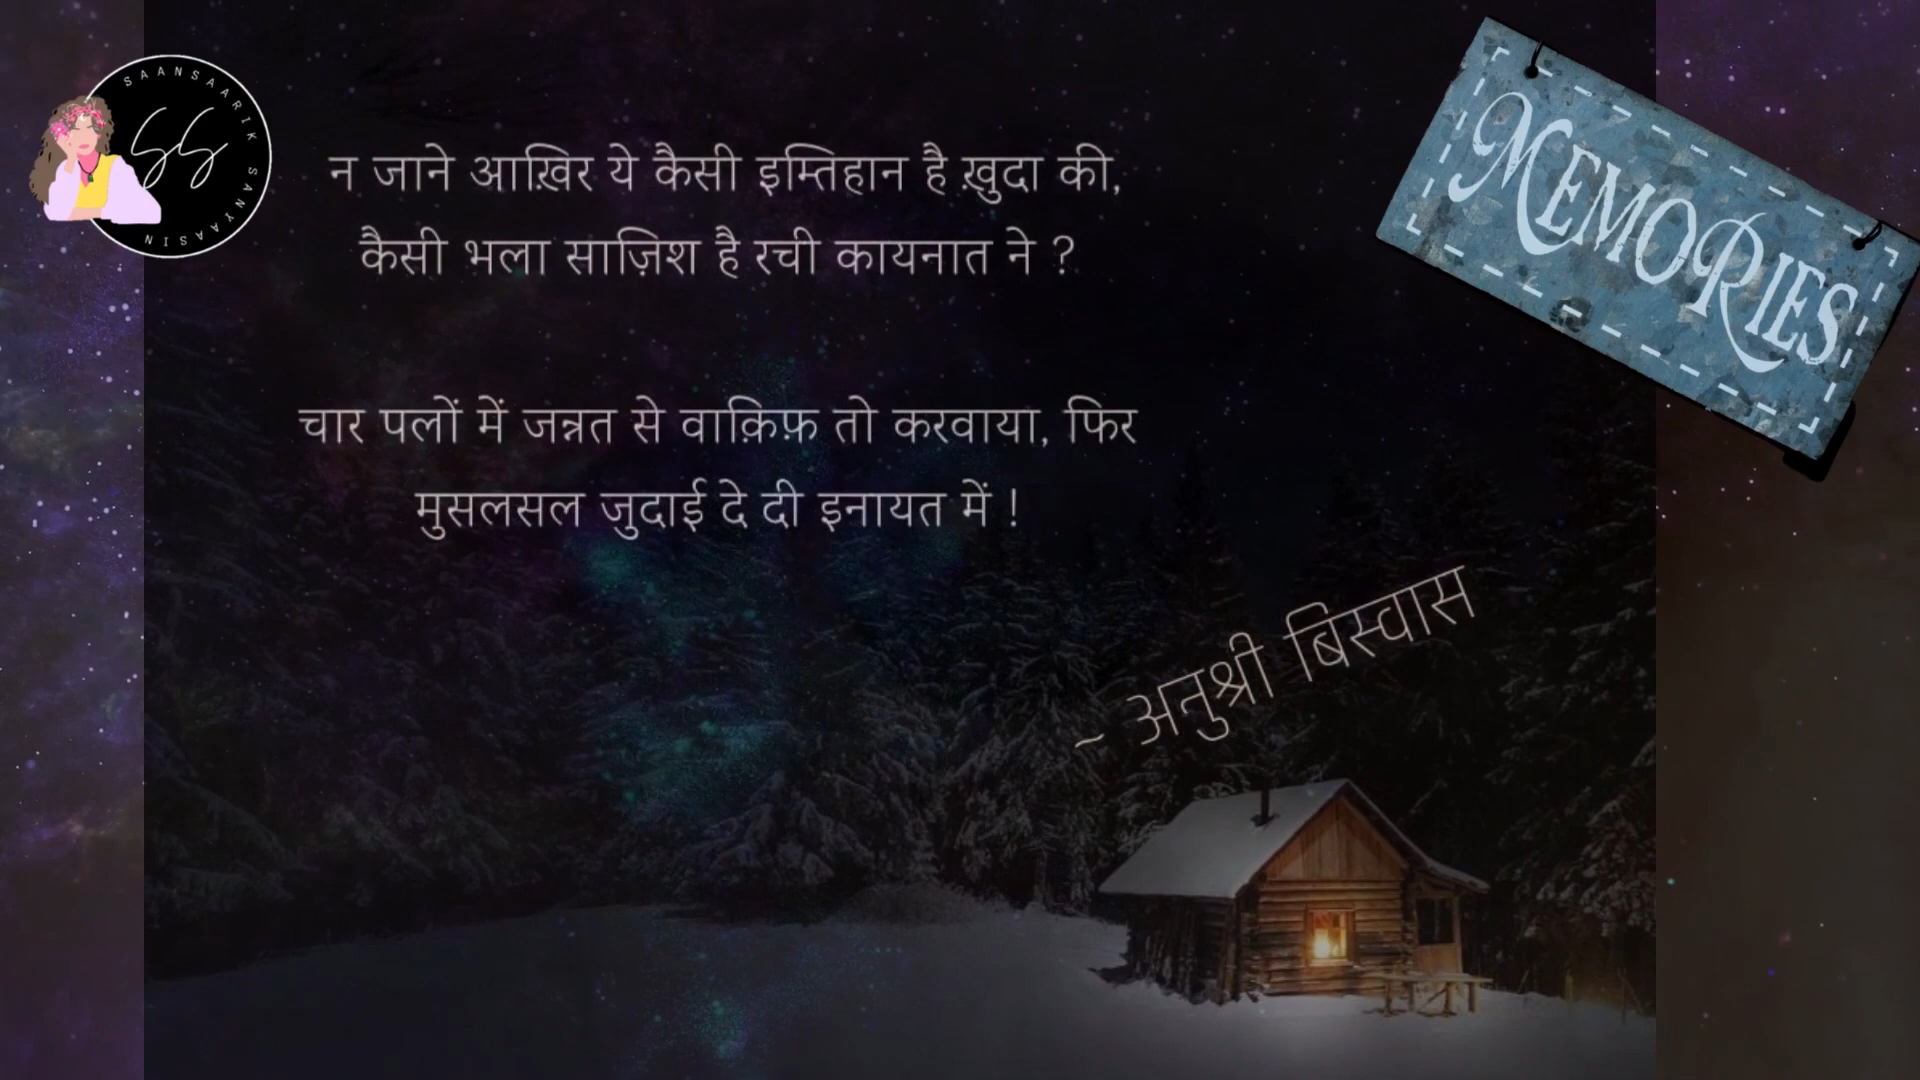 SAANSAARIK SANYAASIN
SS
MEMORIES
न जाने आख़िर ये कैसी इम्तिहान है ख़ुदा की,
कैसी भला साज़िश है रची कायनात ने ?
चार पलों में जन्नत से वाक़िफ़ तो करवाया, फिर
मुसलसल जुदाई दे दी इनायत में !
~ अनुश्री बिस्वास